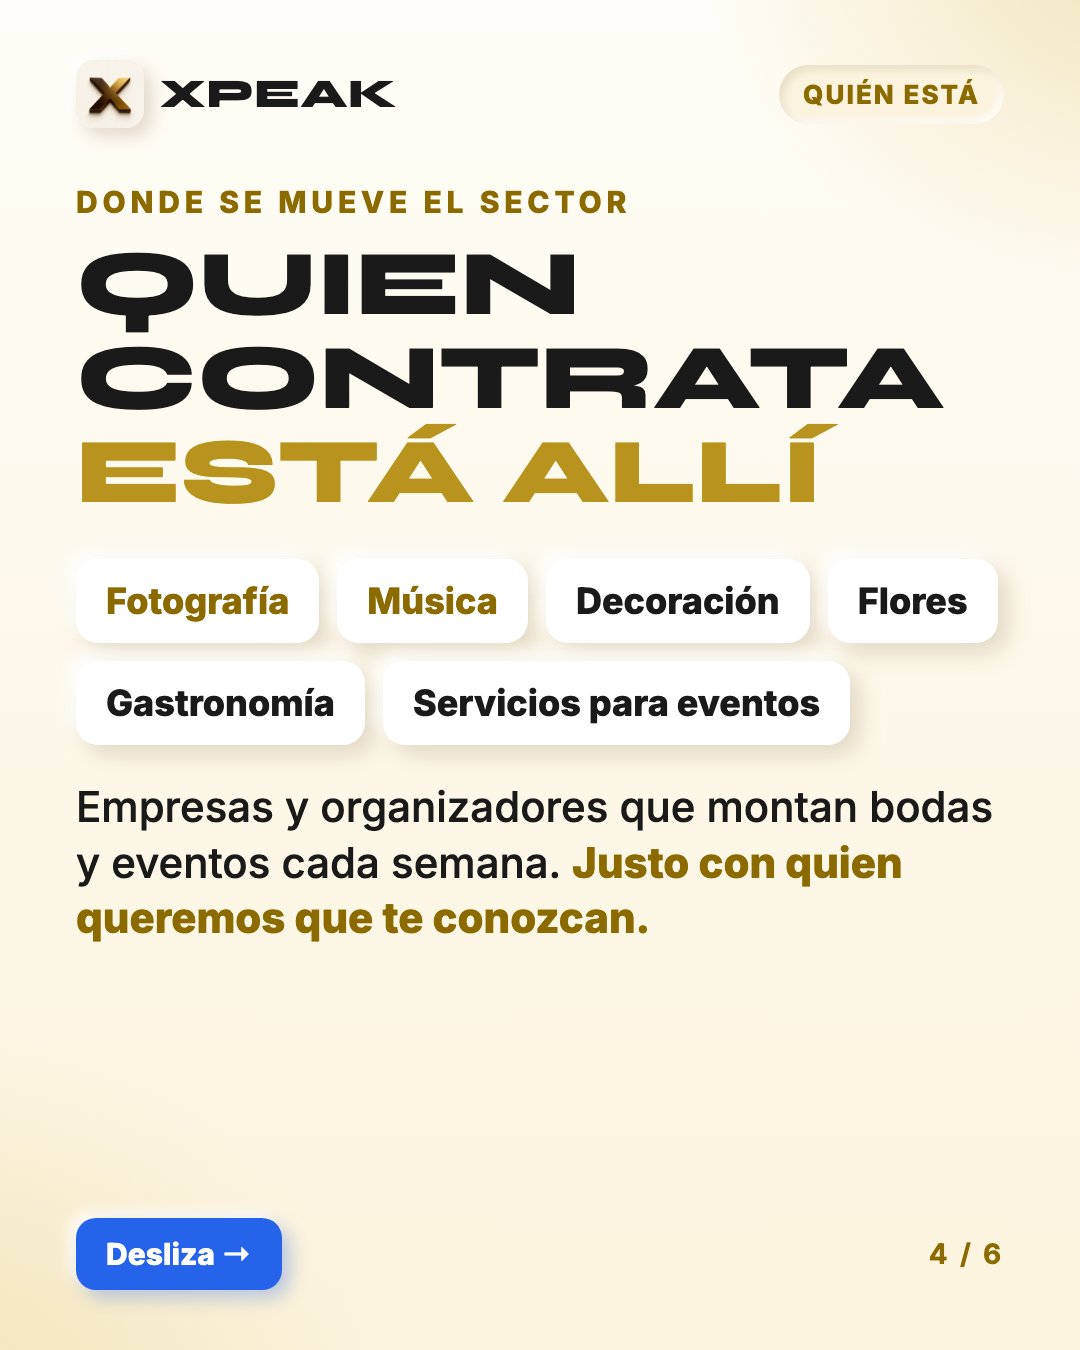 X XPEAK
QUIÉN ESTÁ
DONDE SE MUEVE EL SECTOR
QUIEN
CONTRATA
ESTÁ ALLÍ
Fotografía Música Decoración Flores
Gastronomía Servicios para eventos
Empresas y organizadores que montan bodas
y eventos cada semana. Justo con quien
queremos que te conozcan.
Desliza →
4 / 6